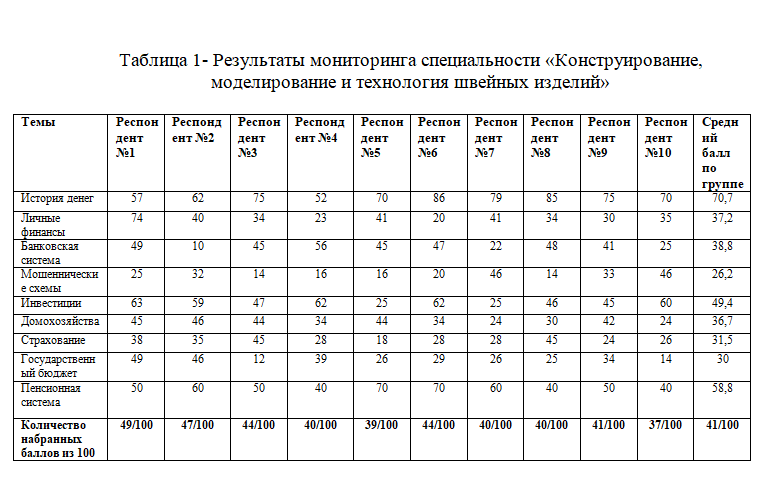 Таблица 1- Результаты мониторинга специальности «Конструирование,
моделирование и технология швейных изделий»
Темы Респон дент №1 Респонд ент №2 Респон дент №3 Респонд ент №4 Респон дент №5 Респон дент №6 Респон дент №7 Респон дент №8 Респон дент №9 Респон дент №10 Средн ий балл по группе
История денег 57 62 75 52 70 86 79 85 75 70 70,7
Личные финансы 74 40 34 23 41 20 41 34 30 35 37,2
Банковская система 49 10 45 56 45 47 22 48 41 25 38,8
Мошеннически е схемы 25 32 14 16 16 20 46 14 33 46 26,2
Инвестиции 63 59 47 62 25 62 25 46 45 60 49,4
Домохозяйства 45 46 44 34 44 34 24 30 42 24 36,7
Страхование 38 35 45 28 18 28 28 45 24 26 31,5
Государственн ый бюджет 49 46 12 39 26 29 26 25 34 14 30
Пенсионная система 50 60 50 40 70 70 60 40 50 40 58,8
Количество набранных баллов из 100 49/100 47/100 44/100 40/100 39/100 44/100 40/100 40/100 41/100 37/100 41/100